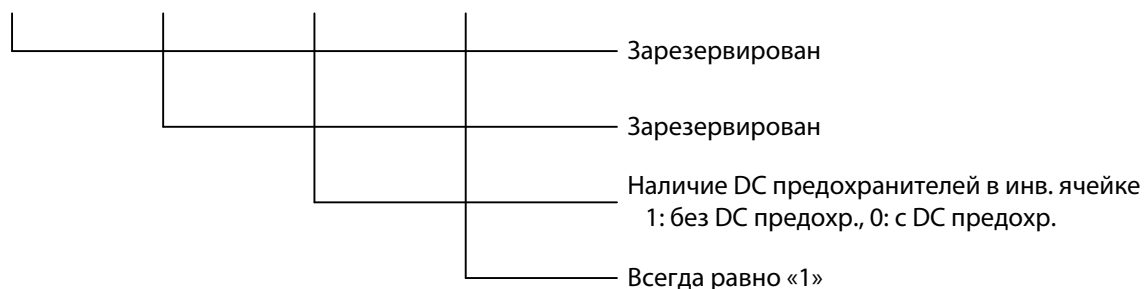 Зарезервирован
Зарезервирован
Наличие DC предохранителей в инв. ячейке
1: без DC предохр., 0: с DC предохр.
Всегда равно «1»